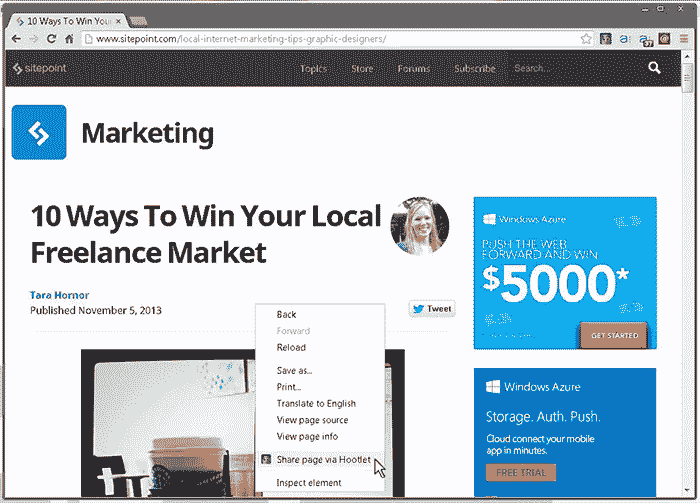 10 Ways To Win Your
www.sitepoint.com/local-internet-marketing-tips-graphic-designers/
37
sitepoint
Topics
Store
Forums
Subscribe
Search...
Marketing
10 Ways To Win Your Local
Freelance Market
Tara Hornor
Published November 5, 2013
Tweet
Back
Forward
Reload
Save as...
Print...
Translate to English
View page source
View page info
Share page via Hootlet
Inspect element
Windows Azure
PUSH THE WEB
FORWARD AND WIN
$5000*
GET STARTED
Windows Azure
Storage. Auth. Push.
Cloud connect your mobile
app in minutes.
FREE TRIAL